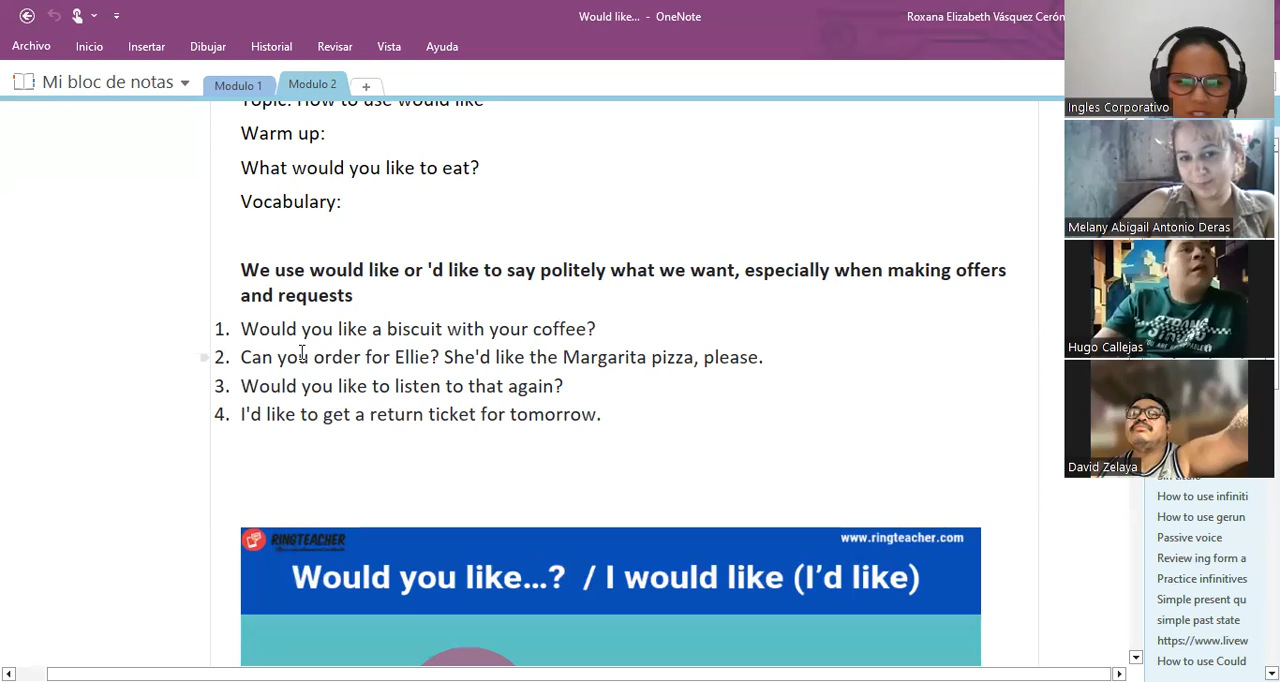 Would like... - OneNote
Roxana Elizabeth Vásquez Cerón
Archivo Inicio Insertar Dibujar Historial Revisar Vista Ayuda
Mi bloc de notas Modulo 1 Modulo 2 +
Topic: How to use would like
Warm up:
What would you like to eat?
Vocabulary:
We use would like or 'd like to say politely what we want, especially when making offers
and requests
1. Would you like a biscuit with your coffee?
2. Can you order for Ellie? She'd like the Margarita pizza, please.
3. Would you like to listen to that again?
4. I'd like to get a return ticket for tomorrow.
RINGTEACHER
www.ringteacher.com
Would you like...? / I would like (I'd like)
Ingles Corporativo
Melany Abigail Antonio Deras
Hugo Callejas
David Zelaya
How to use infiniti
How to use gerun
Passive voice
Review ing form a
Practice infinitives
Simple present qu
simple past state
https://www.livew
How to use Could